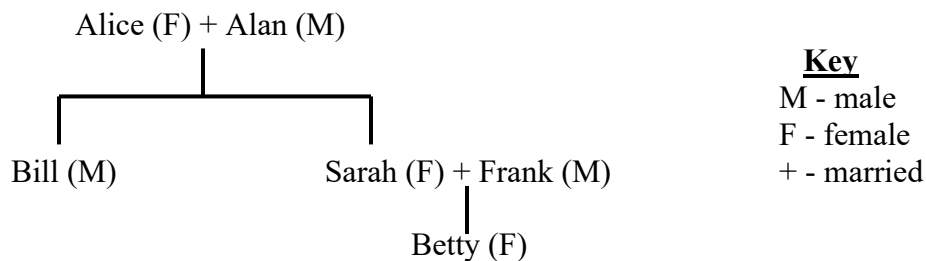 Alice (F) + Alan (M)
Bill (M)
Sarah (F) + Frank (M)
Betty (F)
Key
M - male
F - female
+ - married